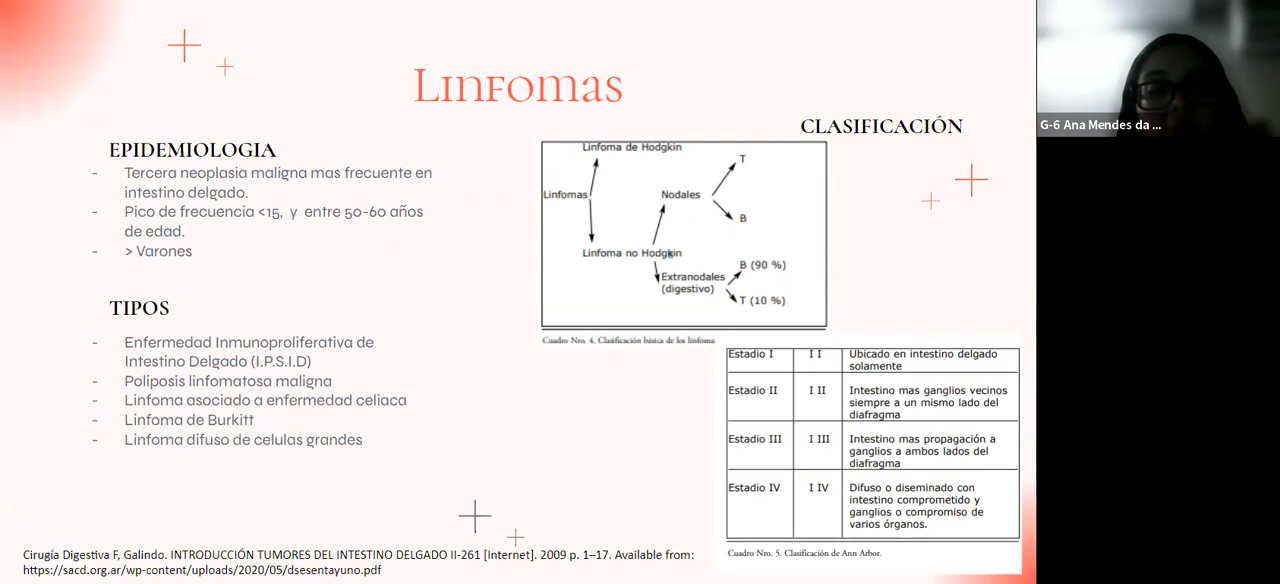 Linfomas
EPIDEMIOLOGIA
- Tercera neoplasia maligna mas frecuente en
intestino delgado.
- Pico de frecuencia <15, y entre 50-60 años
de edad.
- > Varones
TIPOS
- Enfermedad Inmunoproliferativa de
Intestino Delgado (I.P.S.I.D)
- Poliposis linfomatosa maligna
- Linfoma asociado a enfermedad celiaca
- Linfoma de Burkitt
- Linfoma difuso de celulas grandes
CLASIFICACIÓN
Linfoma de Hodgkin
T
Linfomas
Nodales
B
Linfoma no Hodgkin
B (90 %)
Extranodales
(digestivo)
T (10 %)
Cuadro Nro. 4. Clasificación básica de los linfoma
Estadio I I I Ubicado en intestino delgado
solamente
Estadio II I II Intestino mas ganglios vecinos
siempre a un mismo lado del
diafragma
Estadio III I III Intestino mas propagación a
ganglios a ambos lados del
diafragma
Estadio IV I IV Difuso o diseminado con
intestino comprometido y
ganglios o compromiso de
varios órganos.
Cuadro Nro. 5. Clasificación de Ann Arbor.
Cirugía Digestiva F, Galindo. INTRODUCCIÓN TUMORES DEL INTESTINO DELGADO II-261 [Internet]. 2009 p. 1–17. Available from:
https://sacd.org.ar/wp-content/uploads/2020/05/dsesentayuno.pdf
G-6 Ana Mendes da ...